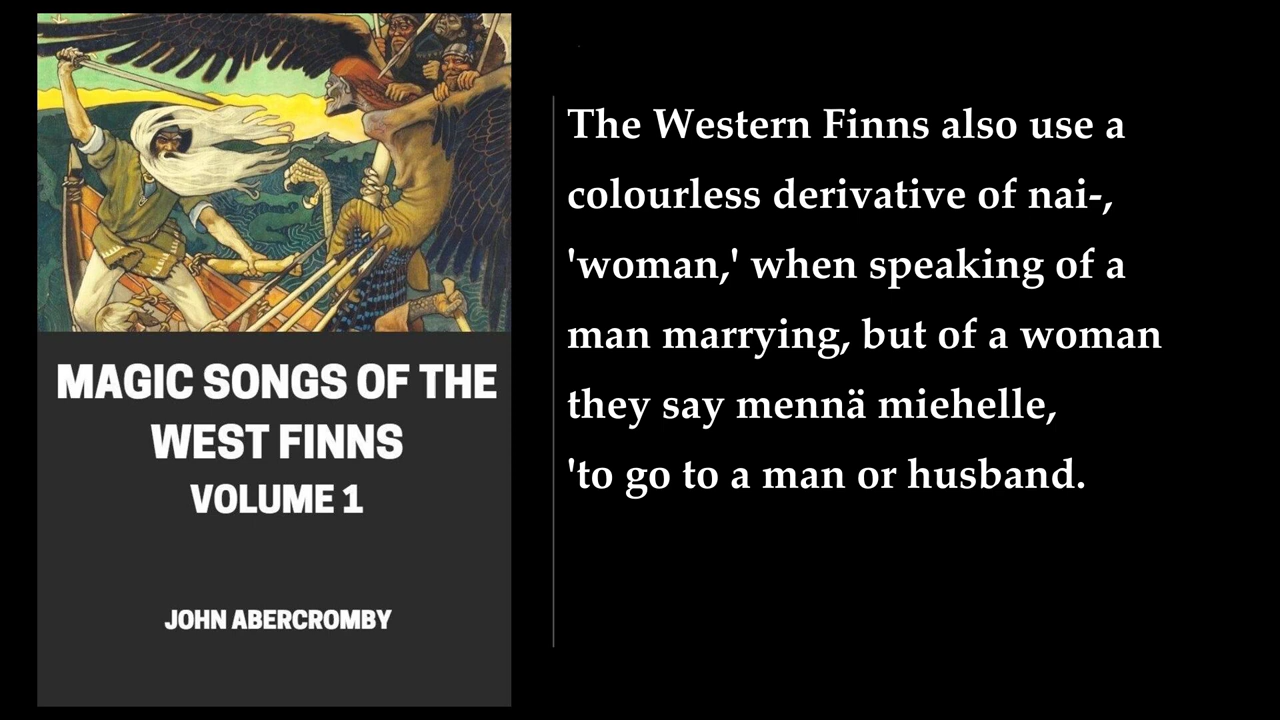 MAGIC SONGS OF THE
WEST FINNS
VOLUME 1
JOHN ABERCROMBY
The Western Finns also use a
colourless derivative of nai-,
'woman,' when speaking of a
man marrying, but of a woman
they say mennä miehelle,
'to go to a man or husband.